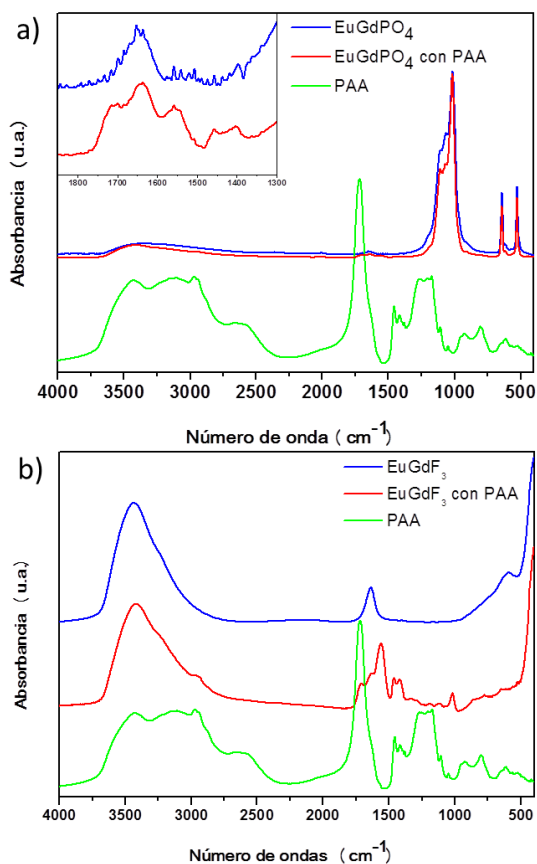 a)
EuGdPO4
EuGdPO4 con PAA
PAA
1800 1700 1600 1500 1400 1300
Absorbancia (u.a.)
4000 3500 3000 2500 2000 1500 1000 500
Número de onda (cm-1)
b)
EuGdF3
EuGdF3 con PAA
PAA
Absorbancia (u.a.)
4000 3500 3000 2500 2000 1500 1000 500
Número de ondas (cm-1)